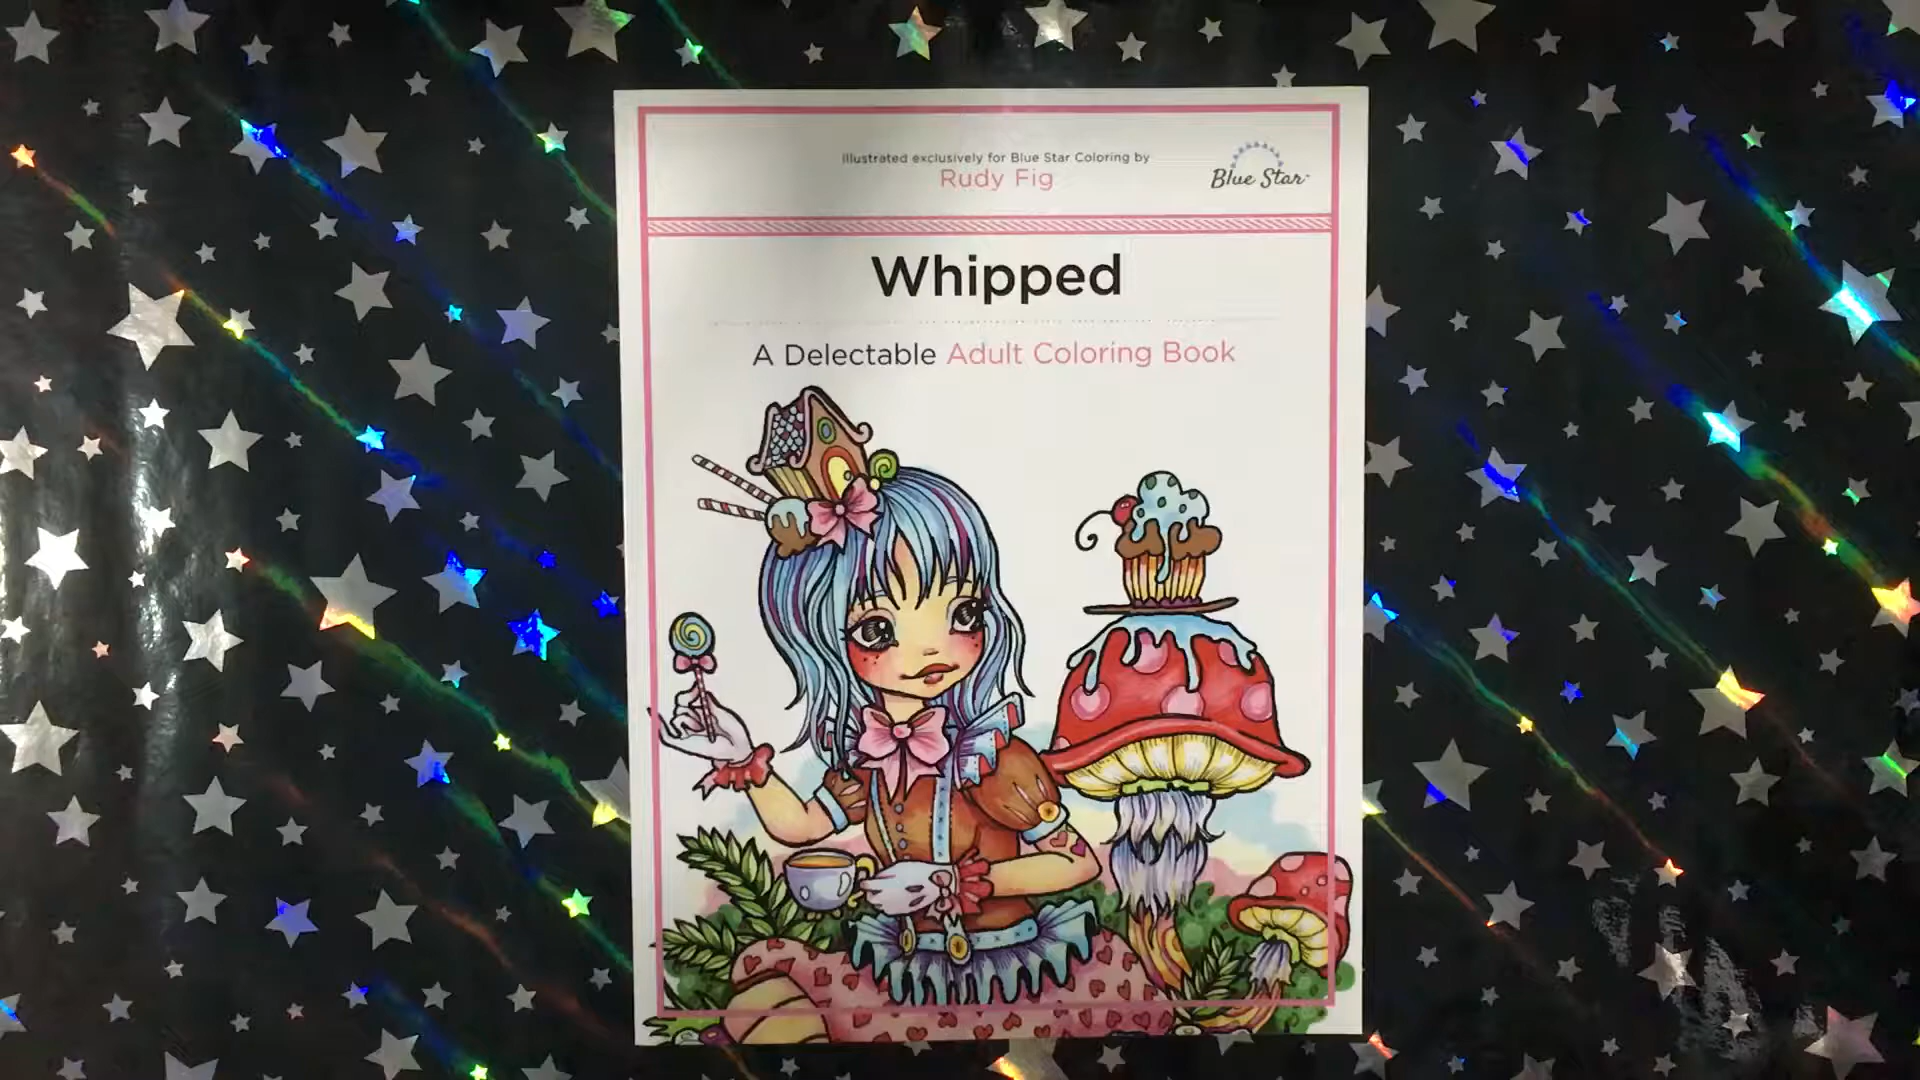 Illustrated exclusively for Blue Star Coloring by
Rudy Fig
Blue Star
Whipped
A Delectable Adult Coloring Book